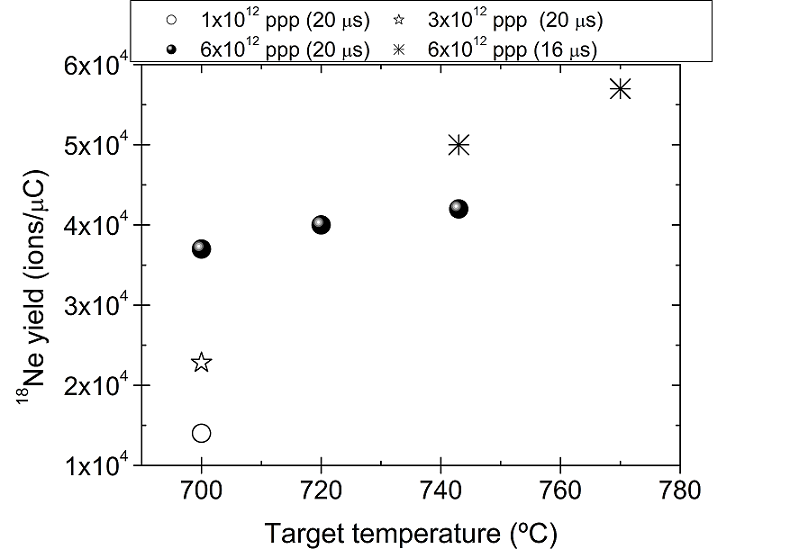 1x10¹² ppp (20 μs) 3x10¹² ppp (20 μs)
6x10¹² ppp (20 μs) 6x10¹² ppp (16 μs)
6x10⁴
5x10⁴
4x10⁴
3x10⁴
2x10⁴
1x10⁴
¹⁸Ne yield (ions/μC)
700 720 740 760 780
Target temperature (ºC)